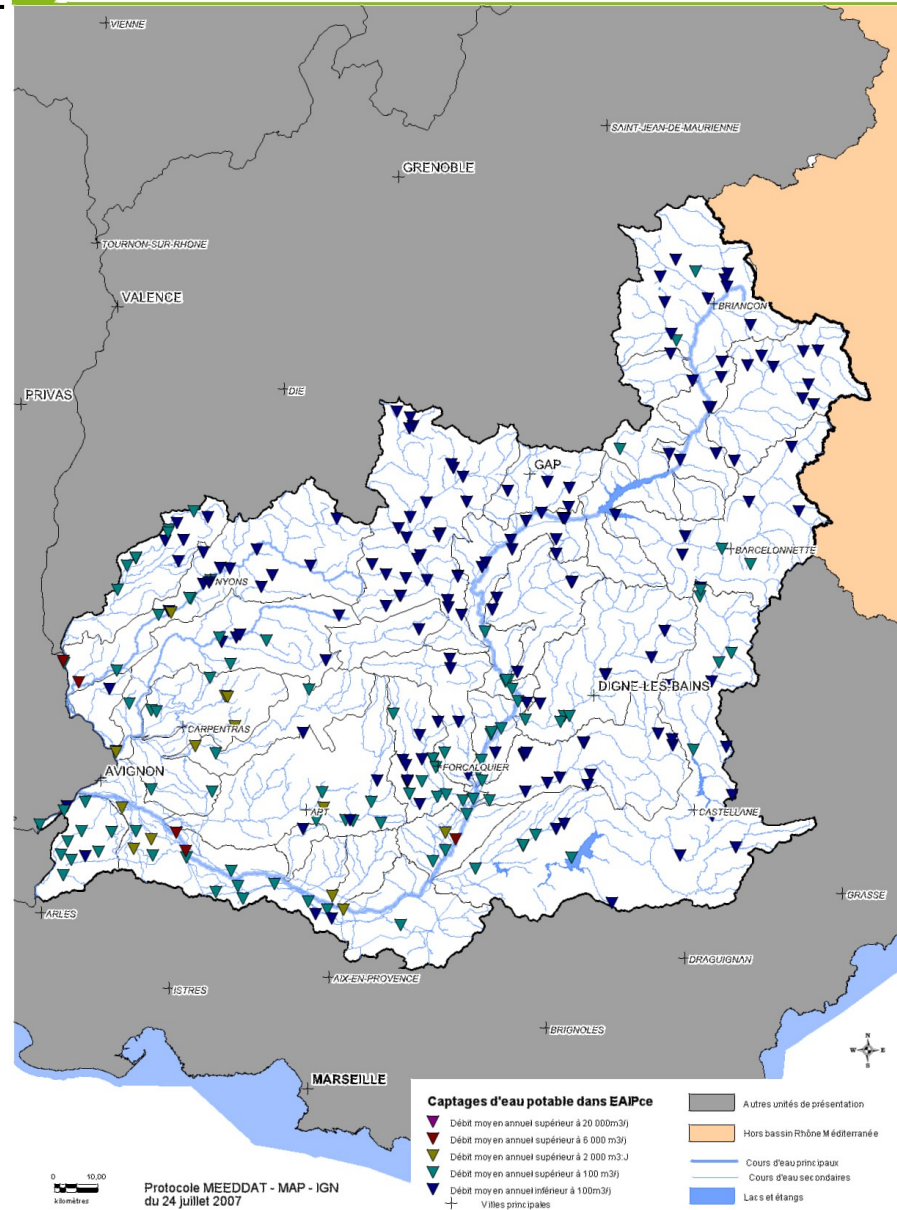 VIENNE
SAINT-JEAN-DE-MAURIENNE
GRENOBLE
TOURNON-SUR-RHÔNE
VALENCE
BRIANÇON
DIE
PRIVAS
GAP
BARCELONNETTE
NYONS
DIGNE-LES-BAINS
CARPENTRAS
FORCALQUIER
AVIGNON
APT
CASTELLANE
GRASSE
ARLES
DRAGUIGNAN
AIX-EN-PROVENCE
ISTRES
BRIGNOLES
N
W E
S
MARSEILLE
Captages d'eau potable dans EAIPce
Débit moyen annuel supérieur à 20 000m3/j
Débit moyen annuel supérieur à 6 000 m3/j
Débit moyen annuel supérieur à 2 000 m3:J
Débit moyen annuel supérieur à 100 m3/j
Débit moyen annuel inférieur à 100m3/j
Villes principales
Autres unités de présentation
Hors bassin Rhône Méditerranée
Cours d'eau principaux
Cours d'eau secondaires
Lacs et étangs
0 10,00
kilomètres
Protocole MEEDDAT - MAP - IGN
du 24 juillet 2007